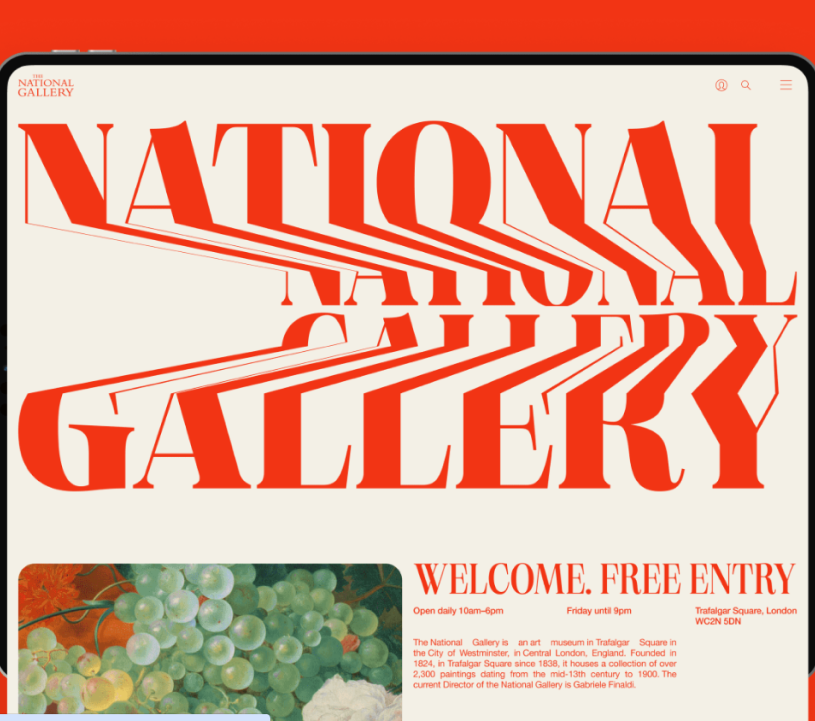 THE
NATIONAL
GALLERY
NATIONAL
GALLERY
WELCOME. FREE ENTRY
Open daily 10am–6pm
Friday until 9pm
Trafalgar Square, London
WC2N 5DN
The National Gallery is an art museum in Trafalgar Square in
the City of Westminster, in Central London, England. Founded in
1824, in Trafalgar Square since 1838, it houses a collection of over
2,300 paintings dating from the mid-13th century to 1900. The
current Director of the National Gallery is Gabriele Finaldi.